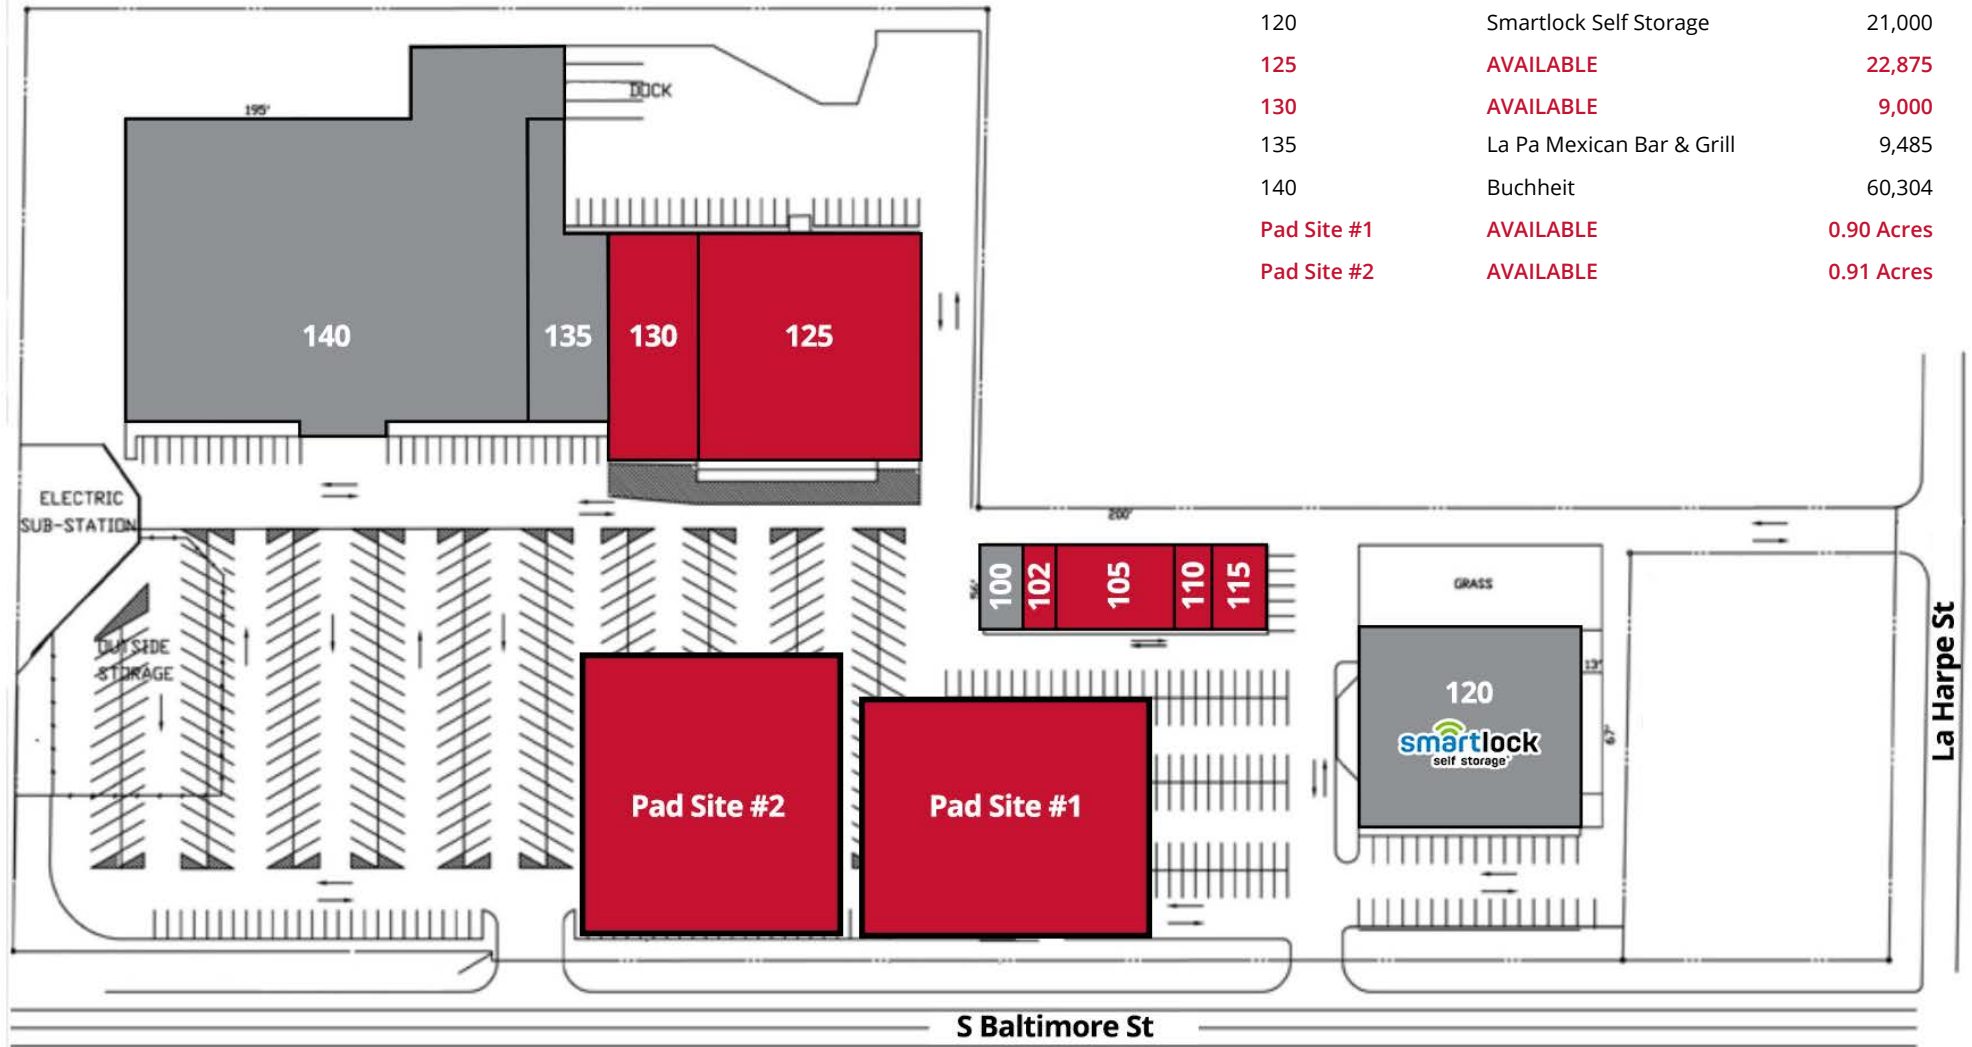 120 Smartlock Self Storage 21,000
125 AVAILABLE 22,875
130 AVAILABLE 9,000
135 La Pa Mexican Bar & Grill 9,485
140 Buchheit 60,304
Pad Site #1 AVAILABLE 0.90 Acres
Pad Site #2 AVAILABLE 0.91 Acres
DOCK
195'
140
135
130
125
ELECTRIC
SUB-STATION
200'
100
102
105
110
115
GRASS
OUTSIDE
STORAGE
13'
120
smartlock
self storage
67'
La Harpe St
Pad Site #2
Pad Site #1
S Baltimore St